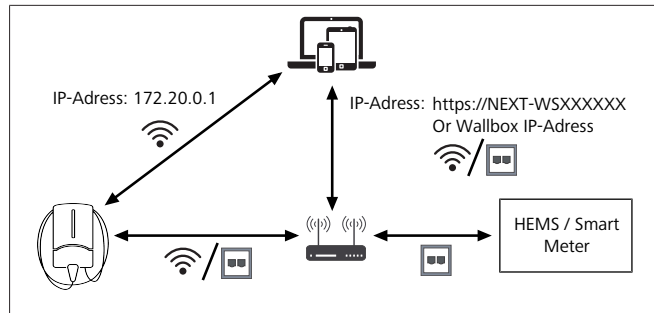 IP-Adress: 172.20.0.1
IP-Adress: https://NEXT-WSXXXXXX
Or Wallbox IP-Adress
HEMS / Smart
Meter